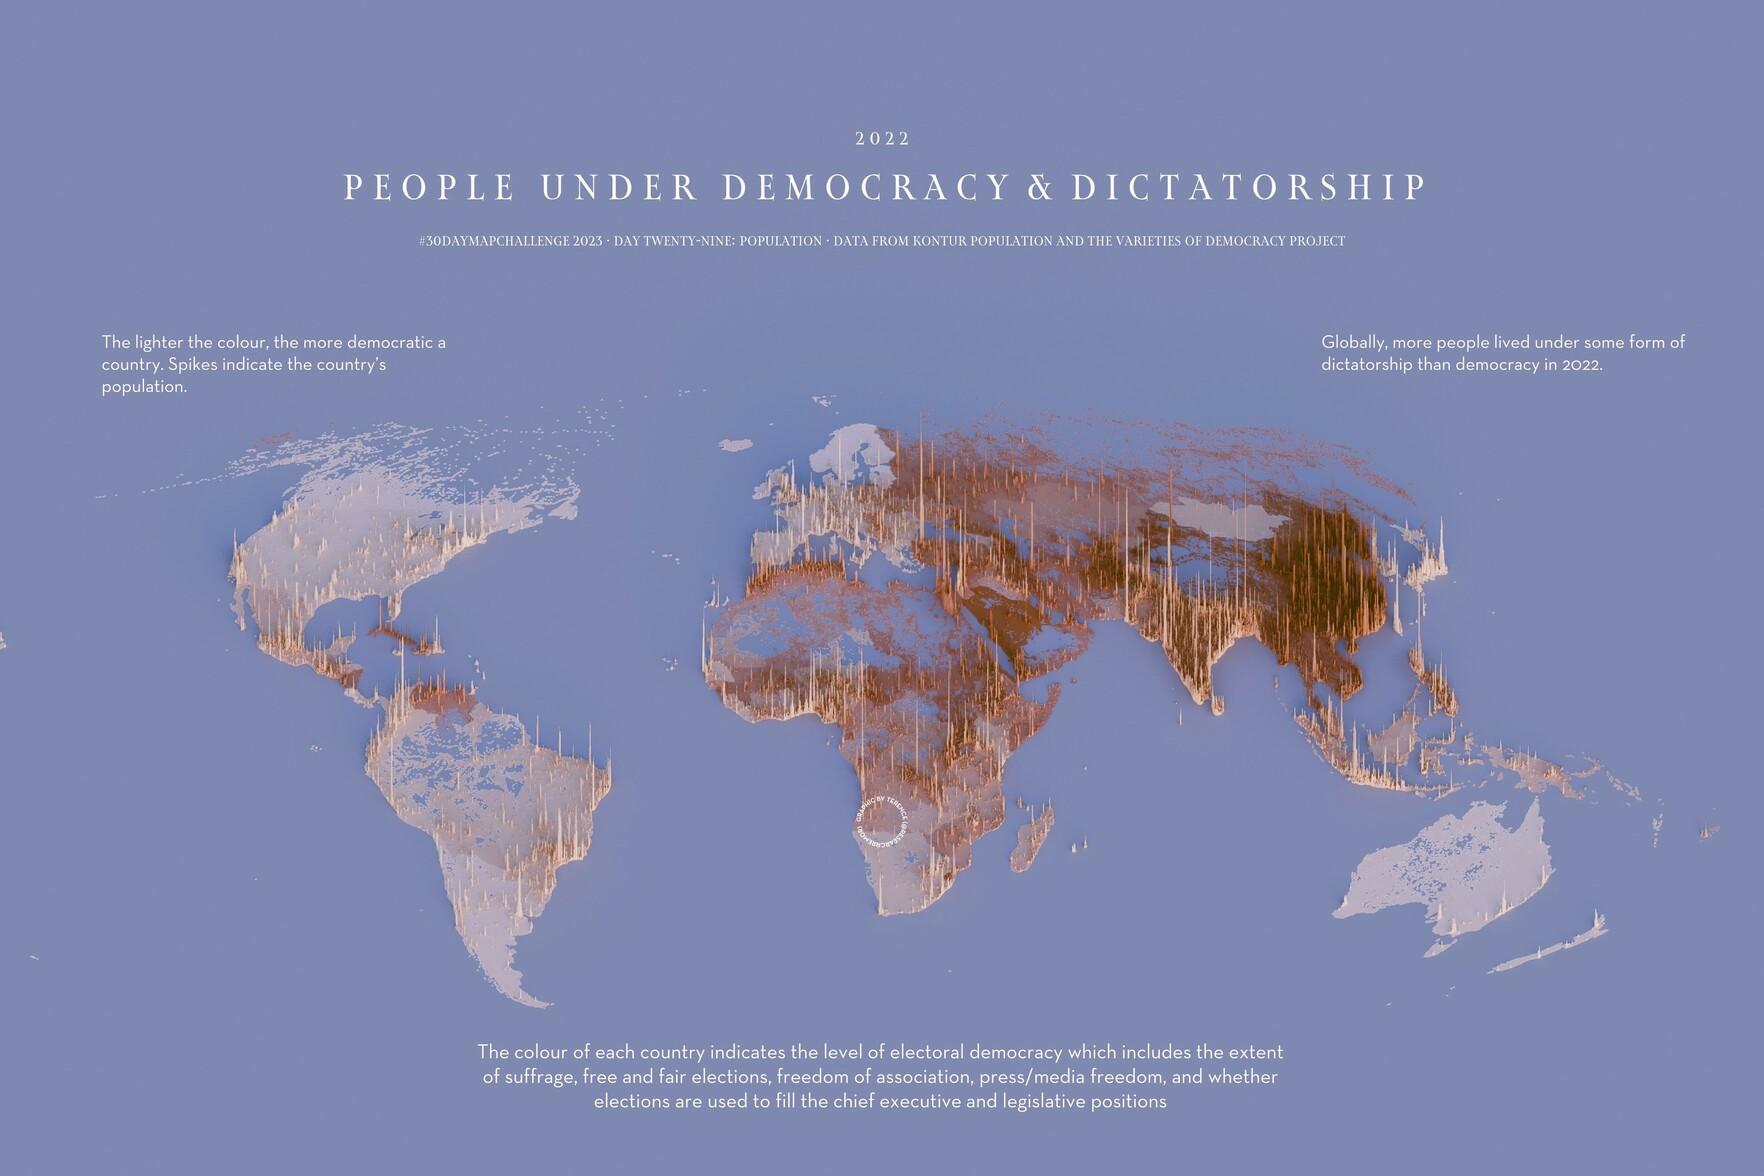 2022
PEOPLE UNDER DEMOCRACY & DICTATORSHIP
#30DAYMAPCHALLENGE 2023 · DAY TWENTY-NINE: POPULATION · DATA FROM KONTUR POPULATION AND THE VARIETIES OF DEMOCRACY PROJECT
The lighter the colour, the more democratic a
country. Spikes indicate the country's
population.
Globally, more people lived under some form of
dictatorship than democracy in 2022.
GRAPHIC BY TERENCE (@RESEARCHREMORA)
The colour of each country indicates the level of electoral democracy which includes the extent
of suffrage, free and fair elections, freedom of association, press/media freedom, and whether
elections are used to fill the chief executive and legislative positions